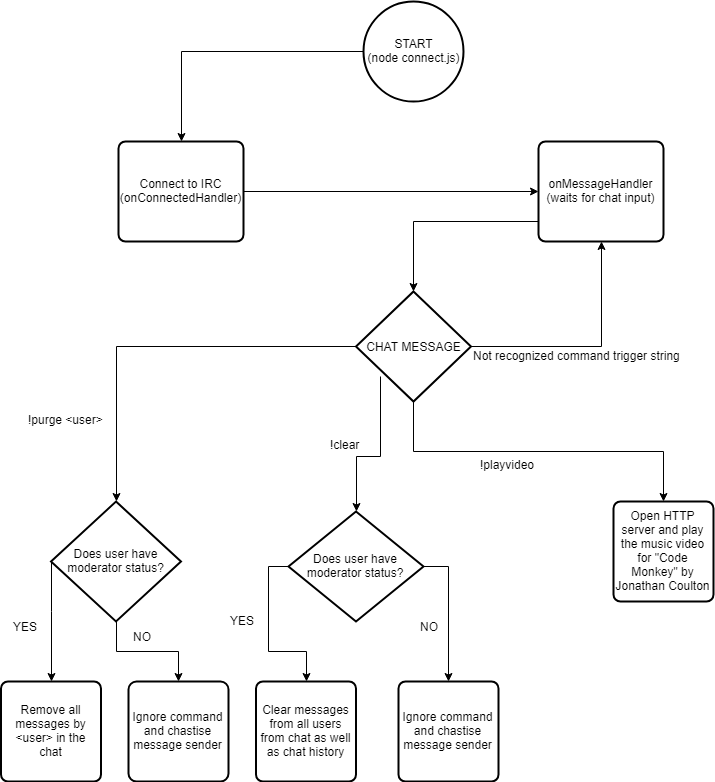 START
(node connect.js)
Connect to IRC
(onConnectedHandler)
onMessageHandler
(waits for chat input)
CHAT MESSAGE
Not recognized command trigger string
!purge <user>
!clear
!playvideo
Does user have
moderator status?
Does user have
moderator status?
Open HTTP
server and play
the music video
for "Code
Monkey" by
Jonathan Coulton
YES
NO
YES
NO
Remove all
messages by
<user> in the
chat
Ignore command
and chastise
message sender
Clear messages
from all users
from chat as well
as chat history
Ignore command
and chastise
message sender